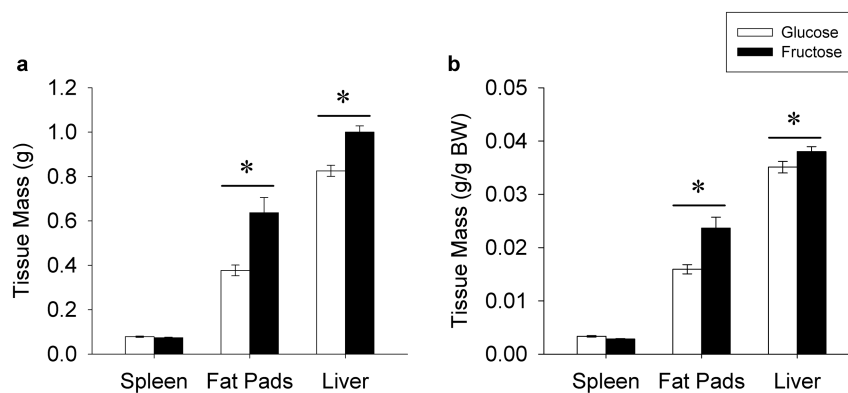 Glucose
Fructose
a
b
Tissue Mass (g)
1.2
1.0
0.8
0.6
0.4
0.2
0.0
*
*
Spleen Fat Pads Liver
Tissue Mass (g/g BW)
0.05
0.04
0.03
0.02
0.01
0.00
*
*
Spleen Fat Pads Liver